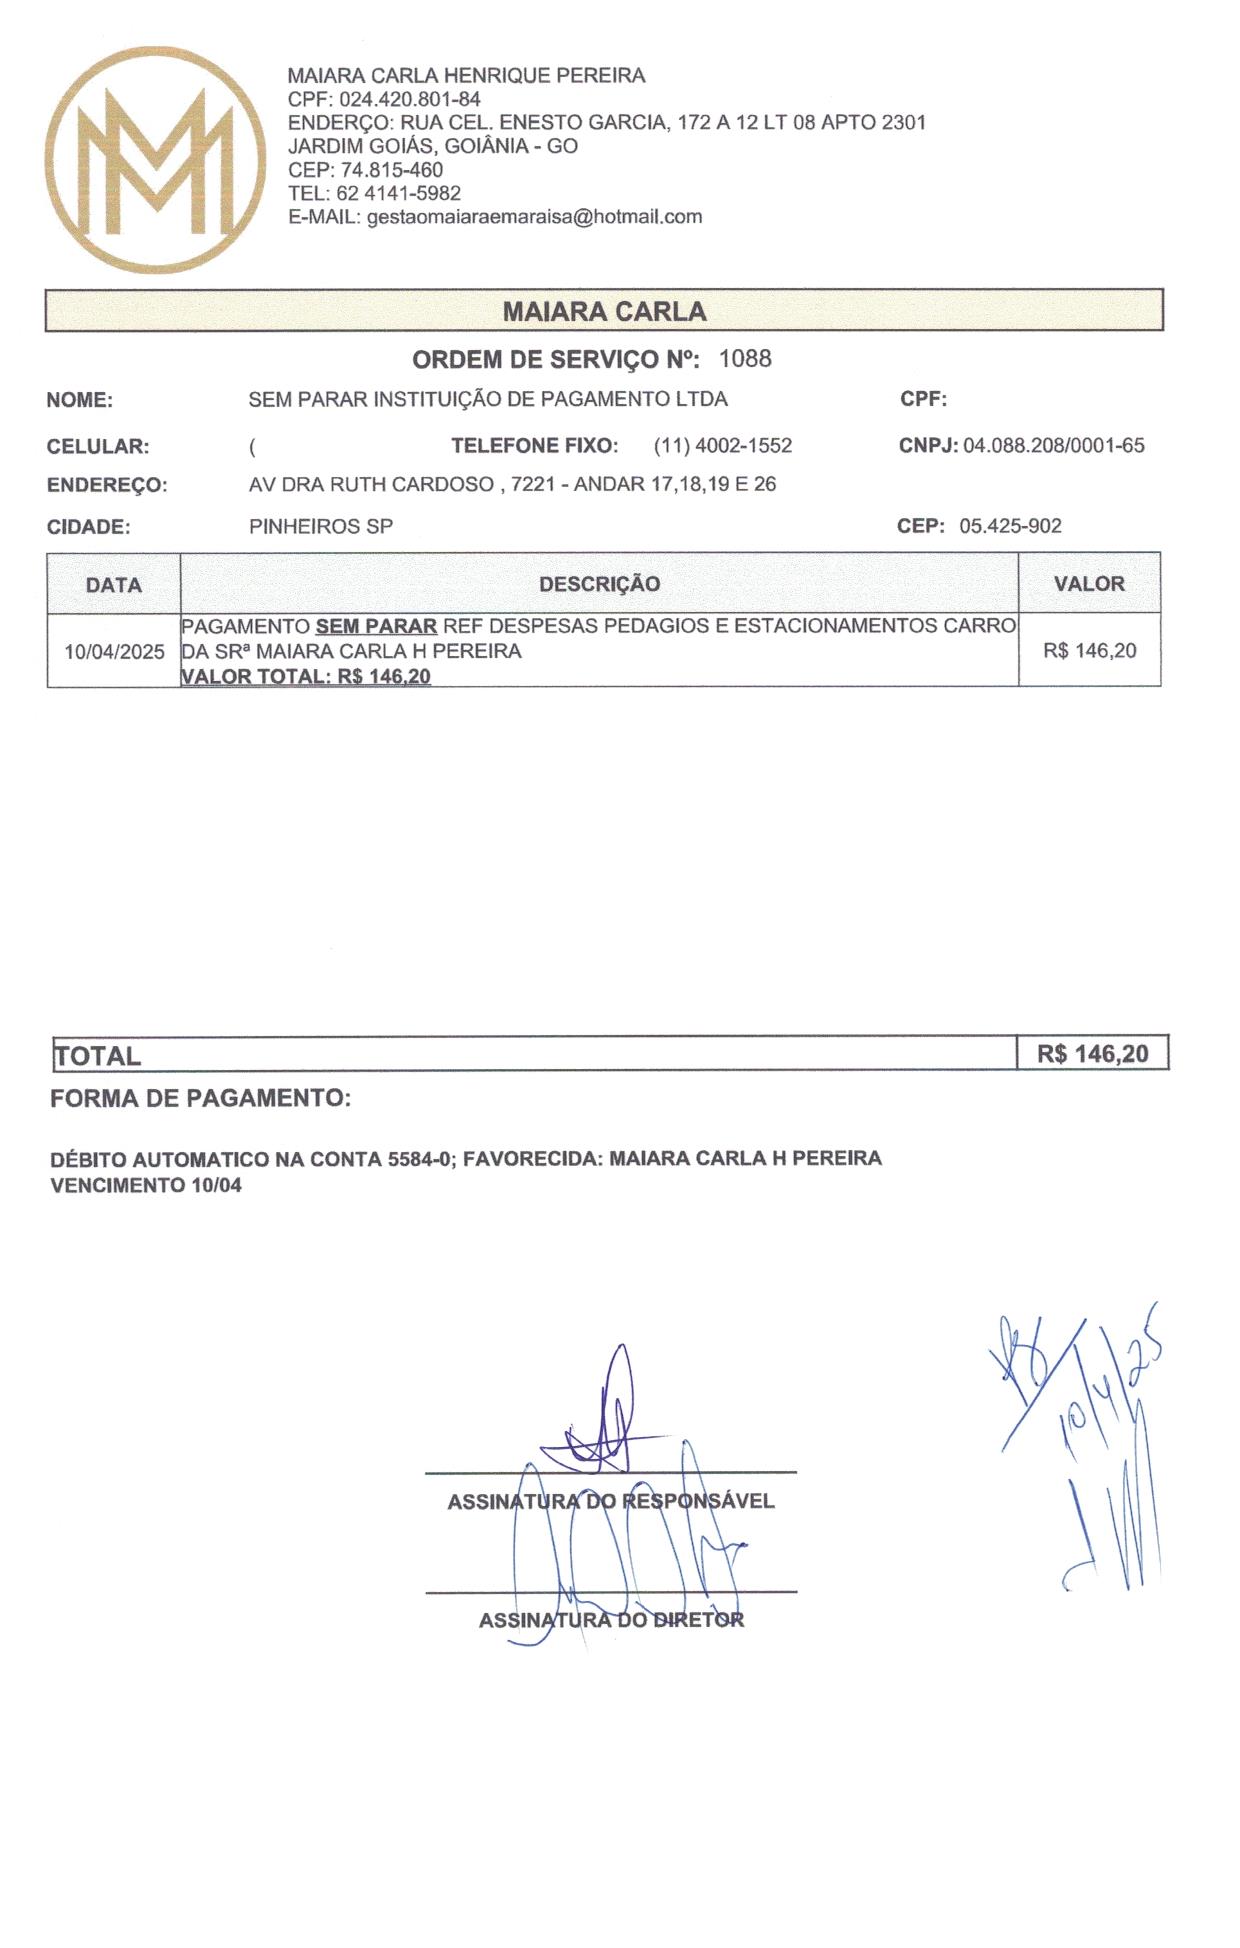 MAIARA CARLA HENRIQUE PEREIRA
CPF: 024.420.801-84
ENDERÇO: RUA CEL. ENESTO GARCIA, 172 A 12 LT 08 APTO 2301
JARDIM GOIÁS, GOIÂNIA - GO
CEP: 74.815-460
TEL: 62 4141-5982
E-MAIL: gestaomaiaraemaraisa@hotmail.com
MAIARA CARLA
ORDEM DE SERVIÇO Nº: 1088
NOME: SEM PARAR INSTITUIÇÃO DE PAGAMENTO LTDA CPF:
CELULAR: ( TELEFONE FIXO: (11) 4002-1552 CNPJ: 04.088.208/0001-65
ENDEREÇO: AV DRA RUTH CARDOSO , 7221 - ANDAR 17,18,19 E 26
CIDADE: PINHEIROS SP CEP: 05.425-902
DATA DESCRIÇÃO VALOR
PAGAMENTO SEM PARAR REF DESPESAS PEDAGIOS E ESTACIONAMENTOS CARRO
10/04/2025 DA SRª MAIARA CARLA H PEREIRA R$ 146,20
VALOR TOTAL: R$ 146,20
TOTAL R$ 146,20
FORMA DE PAGAMENTO:
DÉBITO AUTOMATICO NA CONTA 5584-0; FAVORECIDA: MAIARA CARLA H PEREIRA
VENCIMENTO 10/04
10/4/25
ASSINATURA DO RESPONSÁVEL
ASSINATURA DO DIRETOR